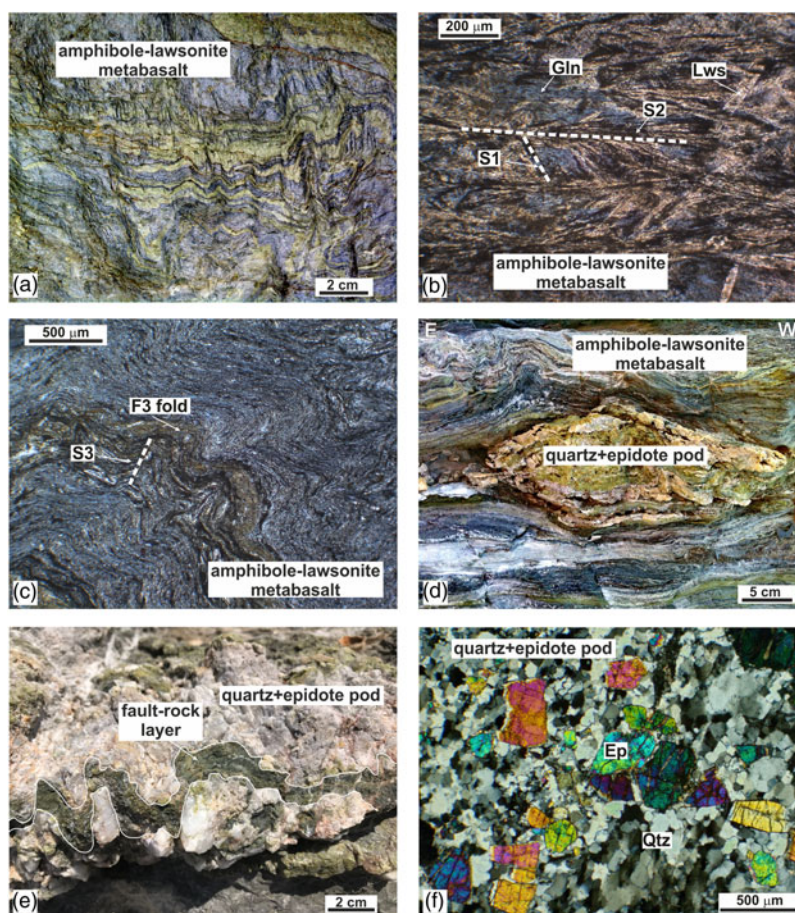 amphibole-lawsonite
metabasalt
2 cm
(a)
200 μm
Gln
Lws
S2
S1
amphibole-lawsonite
metabasalt
(b)
500 μm
F3 fold
S3
amphibole-lawsonite
metabasalt
(c)
E
W
amphibole-lawsonite
metabasalt
quartz+epidote pod
5 cm
(d)
quartz+epidote pod
fault-rock
layer
2 cm
(e)
quartz+epidote pod
Ep
Qtz
500 μm
(f)